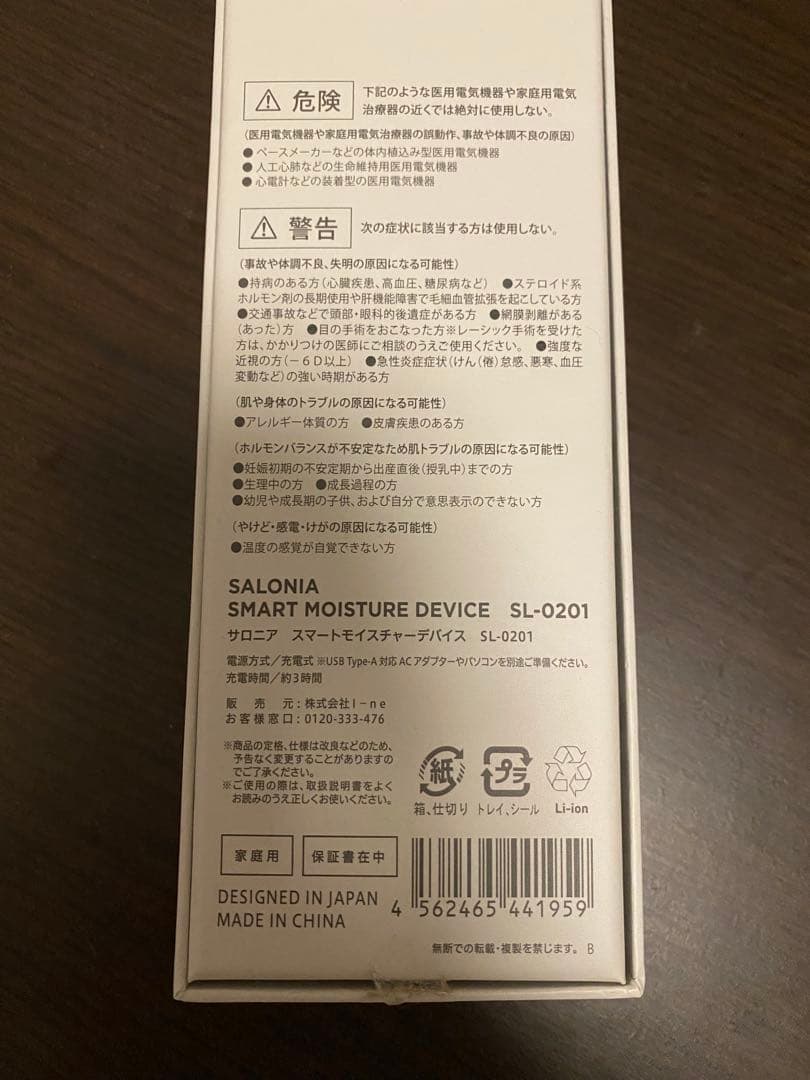 ⚠ 危険 下記のような医用電気機器や家庭用電気
治療器の近くでは絶対に使用しない。
(医用電気機器や家庭用電気治療器の誤動作、事故や体調不良の原因)
●ペースメーカーなどの体内植込み型医用電気機器
●人工心肺などの生命維持用医用電気機器
●心電計などの装着型の医用電気機器
⚠ 警告 次の症状に該当する方は使用しない。
(事故や体調不良、失明の原因になる可能性)
●持病のある方(心臓疾患、高血圧、糖尿病など) ●ステロイド系
ホルモン剤の長期使用や肝機能障害で毛細血管拡張を起こしている方
●交通事故などで頭部・眼科的後遺症がある方 ●網膜剥離がある
(あった)方 ●目の手術をおこなった方※レーシック手術を受けた
方は、かかりつけの医師にご相談のうえご使用ください。 ●強度な
近視の方(−6D以上) ●急性炎症症状(けん(倦)怠感、悪寒、血圧
変動など)の強い時期がある方
(肌や身体のトラブルの原因になる可能性)
●アレルギー体質の方 ●皮膚疾患のある方
(ホルモンバランスが不安定なため肌トラブルの原因になる可能性)
●妊娠初期の不安定期から出産直後(授乳中)までの方
●生理中の方 ●成長過程の方
●幼児や成長期の子供、および自分で意思表示のできない方
(やけど・感電・けがの原因になる可能性)
●温度の感覚が自覚できない方
SALONIA
SMART MOISTURE DEVICE SL-0201
サロニア スマートモイスチャーデバイス SL-0201
電源方式/充電式 ※USB Type-A 対応 AC アダプターやパソコンを別途ご準備ください。
充電時間/約3時間
販売元:株式会社I-ne
お客様窓口:0120-333-476
※商品の定格、仕様は改良などのため、
予告なく変更することがありますの
でご了承ください。
※ご使用の際は、取扱説明書をよく
お読みのうえ正しくお使いください。
紙
プラ
箱、仕切り トレイ、シール Li-ion
家庭用 保証書在中
DESIGNED IN JAPAN
MADE IN CHINA
4 562465 441959
無断での転載・複製を禁じます。 B